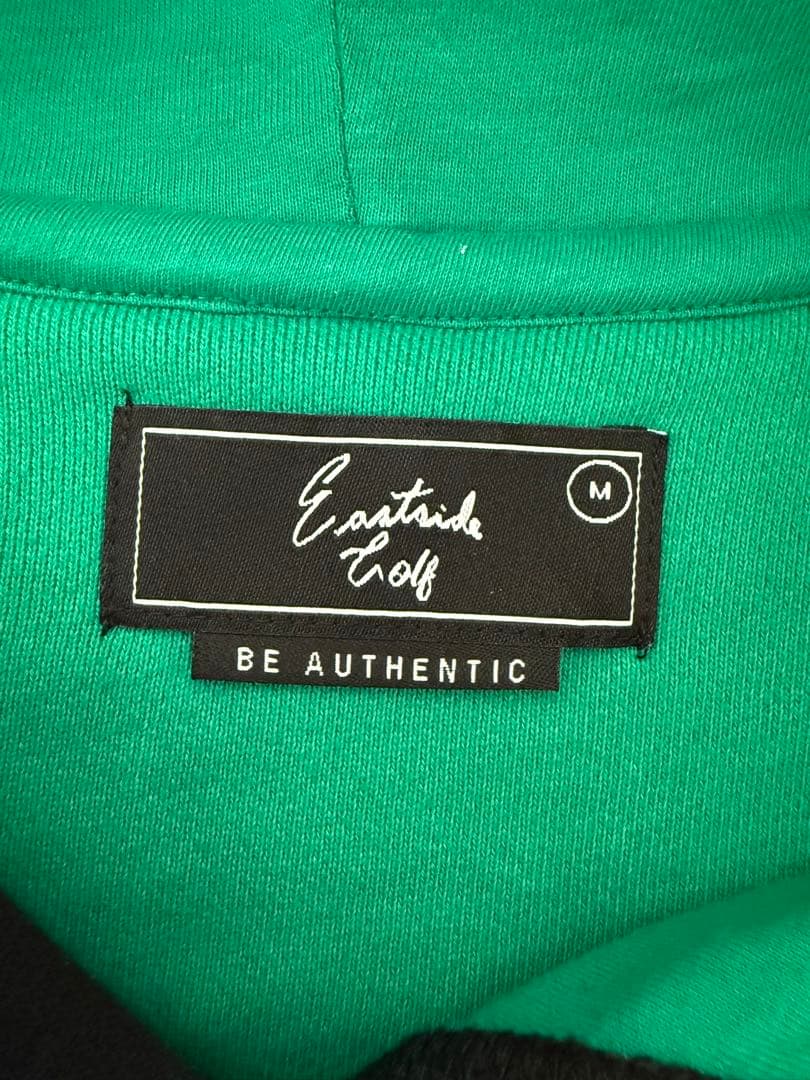 Eastside
Golf
M
BE AUTHENTIC